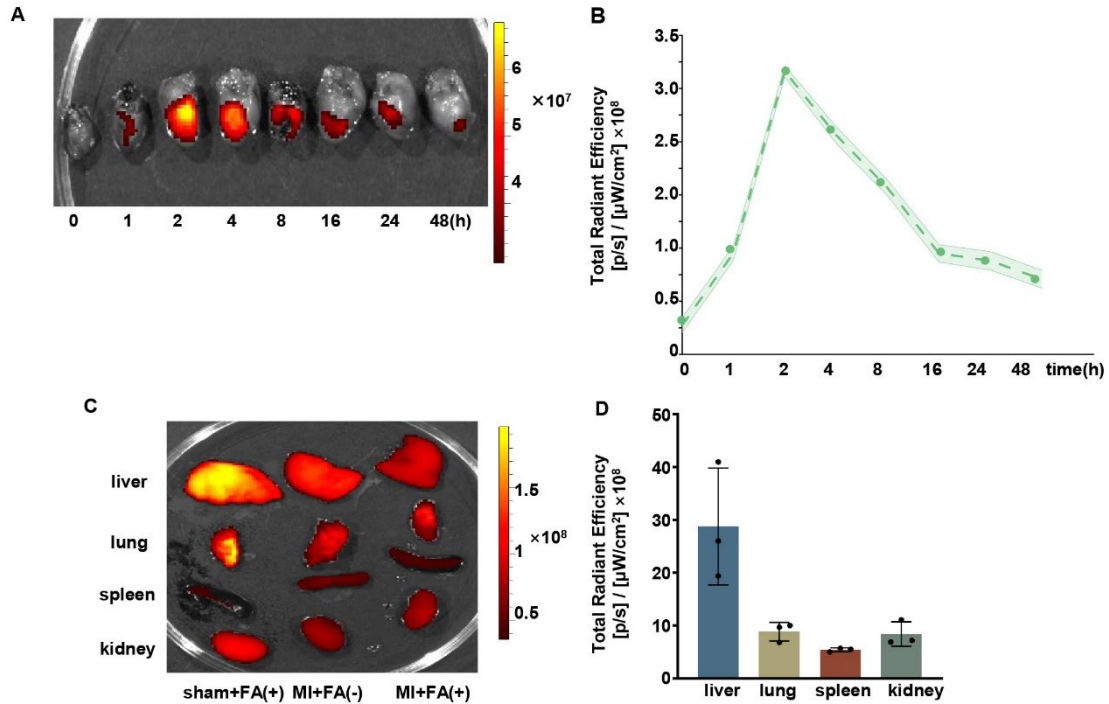 A
6
×10⁷
5
4
0 1 2 4 8 16 24 48(h)
B
Total Radiant Efficiency
[p/s] / [µW/cm²] ×10⁸
3.5
3.0
2.5
2.0
1.0
0.5
0
0 1 2 4 8 16 24 48 time(h)
C
liver
lung
spleen
kidney
sham+FA(+) MI+FA(-) MI+FA(+)
1.5
1 ×10⁸
0.5
D
Total Radiant Efficiency
[p/s] / [µW/cm²] ×10⁸
50
40
30
20
10
0
liver lung spleen kidney